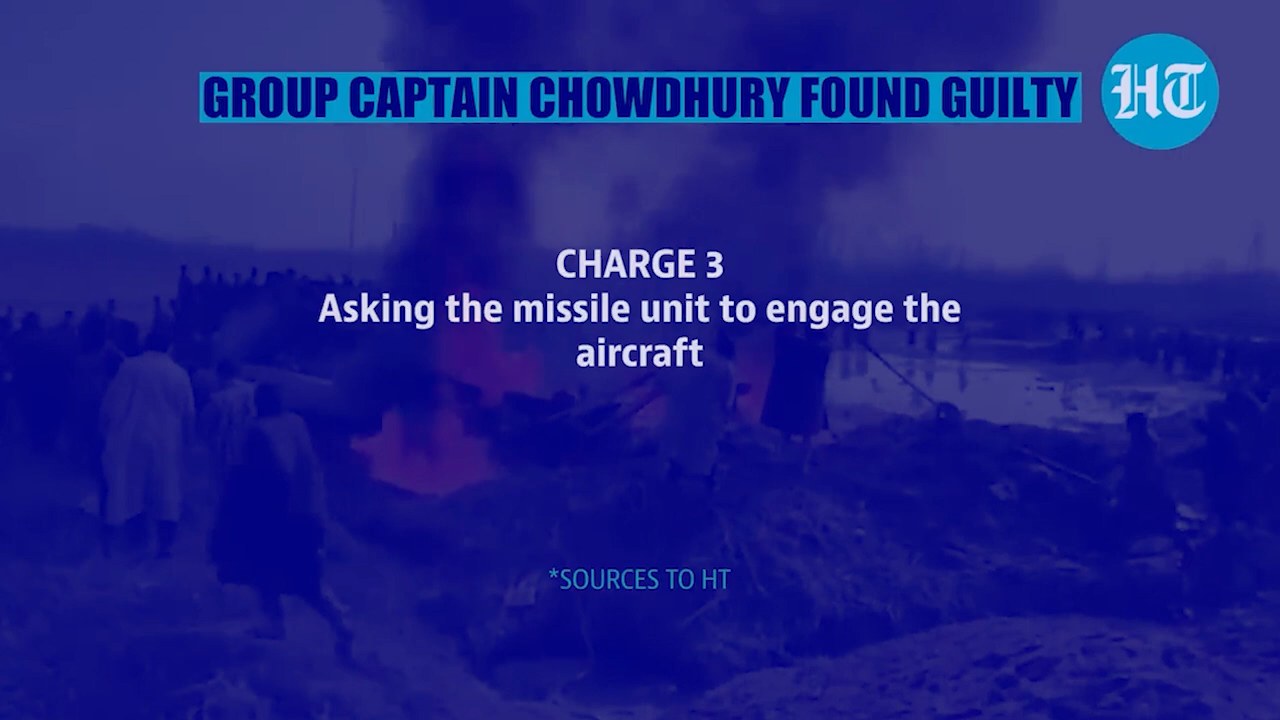 GROUP CAPTAIN CHOWDHURY FOUND GUILTY
HT
CHARGE 3
Asking the missile unit to engage the
aircraft
*SOURCES TO HT